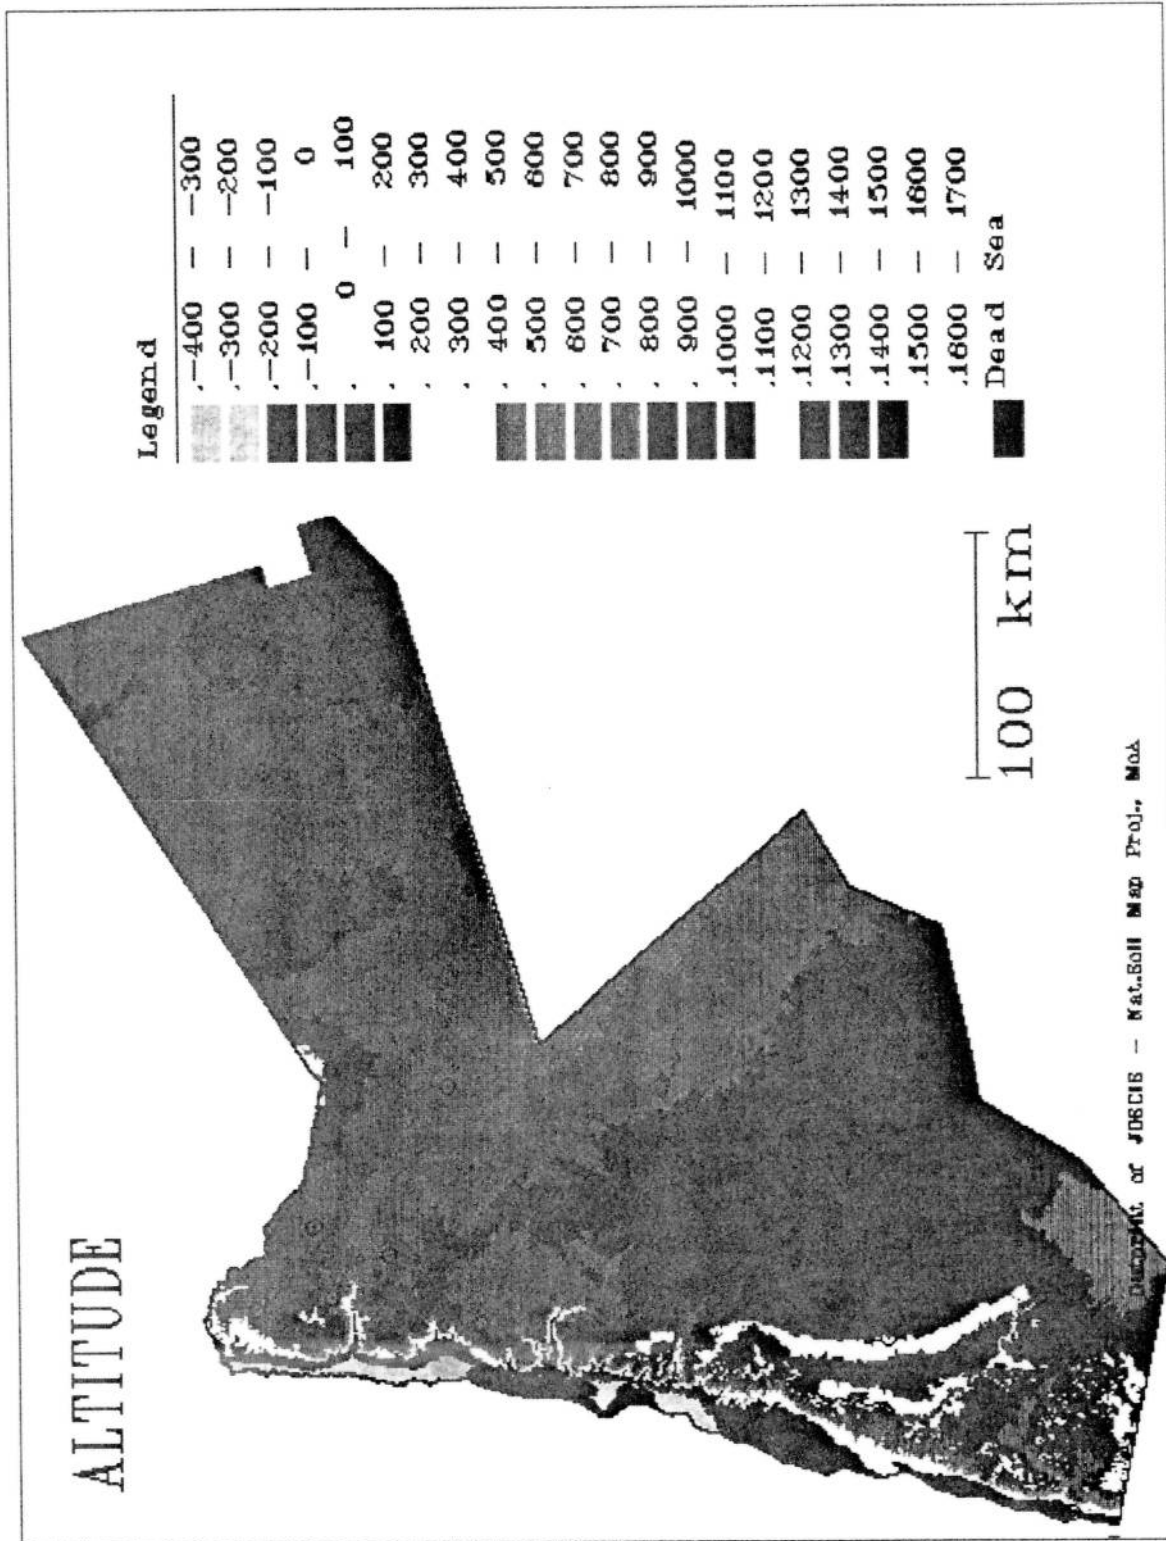 ALTITUDE
Legend
.-400 - -300
.-300 - -200
.-200 - -100
.-100 - 0
. 0 - 100
. 100 - 200
. 200 - 300
. 300 - 400
. 400 - 500
. 500 - 600
. 600 - 700
. 700 - 800
. 800 - 900
. 900 - 1000
.1000 - 1100
.1100 - 1200
.1200 - 1300
.1300 - 1400
.1400 - 1500
.1500 - 1600
.1600 - 1700
Dead Sea
100 km
of - Nat.Soil Map Proj., MoA